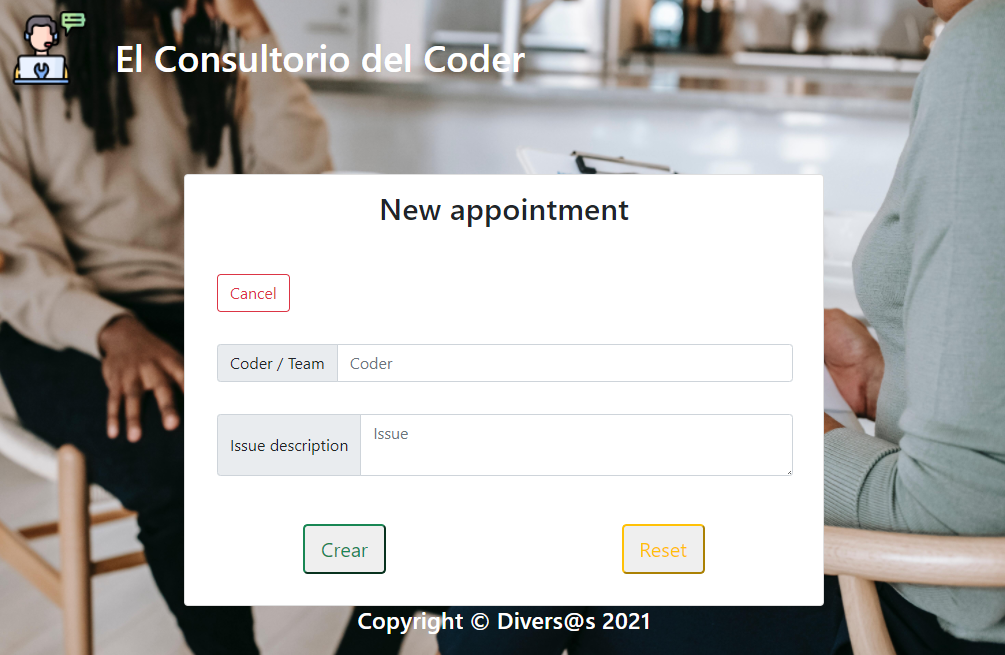 El Consultorio del Coder
New appointment
Cancel
Coder / Team Coder
Issue description Issue
Crear Reset
Copyright © Divers@s 2021